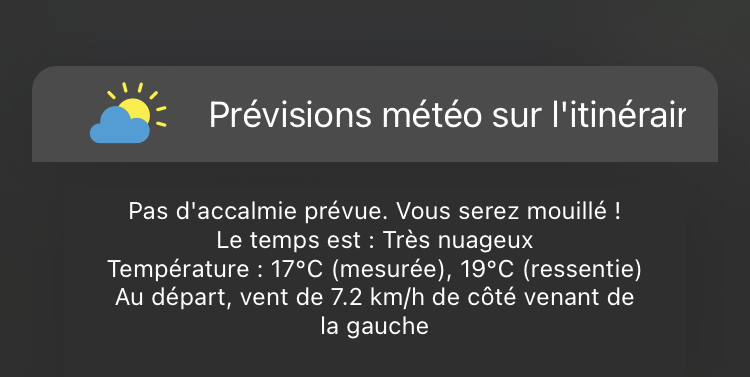 Prévisions météo sur l'itinérair
Pas d'accalmie prévue. Vous serez mouillé !
Le temps est : Très nuageux
Température : 17°C (mesurée), 19°C (ressentie)
Au départ, vent de 7.2 km/h de côté venant de
la gauche